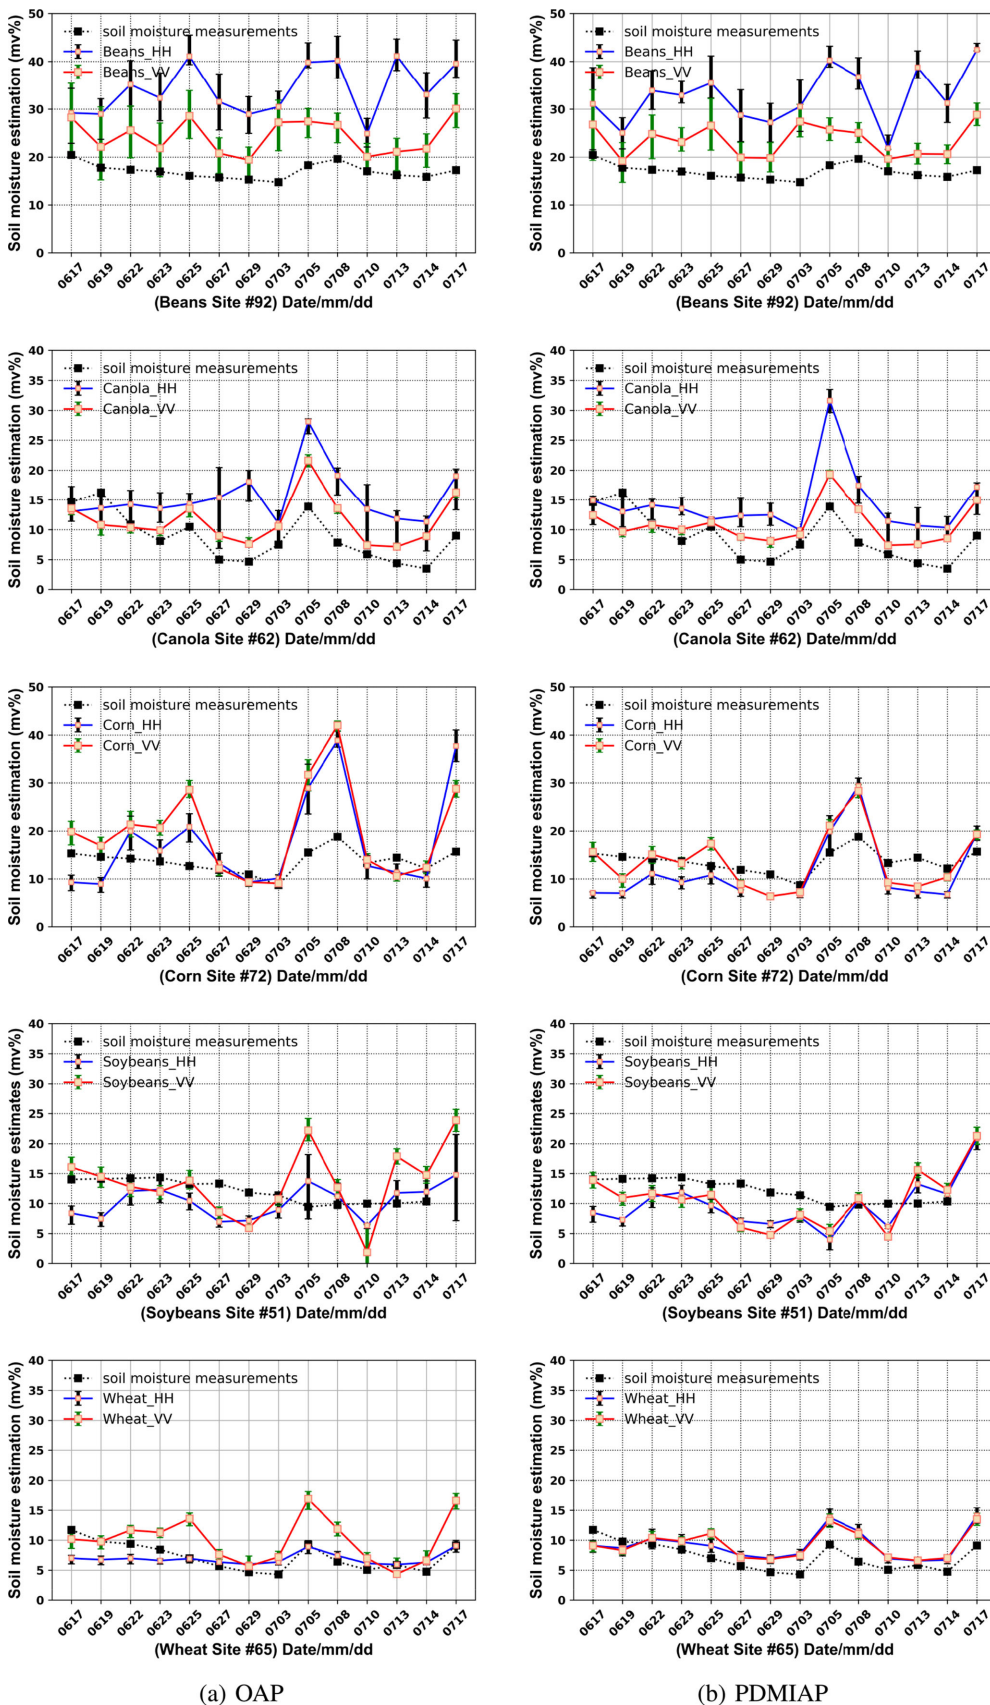 Soil moisture estimation (mv%)
50
40
30
20
10
0
soil moisture measurements
Beans_HH
Beans_VV
0617 0619 0622 0623 0625 0627 0629 0703 0705 0708 0710 0713 0714 0717
(Beans Site #92) Date/mm/dd
Soil moisture estimation (mv%)
50
40
30
20
10
0
soil moisture measurements
Beans_HH
Beans_VV
0617 0619 0622 0623 0625 0627 0629 0703 0705 0708 0710 0713 0714 0717
(Beans Site #92) Date/mm/dd
Soil moisture estimation (mv%)
40
35
30
25
20
15
10
5
0
soil moisture measurements
Canola_HH
Canola_VV
0617 0619 0622 0623 0625 0627 0629 0703 0705 0708 0710 0713 0714 0717
(Canola Site #62) Date/mm/dd
Soil moisture estimation (mv%)
40
35
30
25
20
15
10
5
0
soil moisture measurements
Canola_HH
Canola_VV
0617 0619 0622 0623 0625 0627 0629 0703 0705 0708 0710 0713 0714 0717
(Canola Site #62) Date/mm/dd
Soil moisture estimation (mv%)
50
40
30
20
10
0
soil moisture measurements
Corn_HH
Corn_VV
0617 0619 0622 0623 0625 0627 0629 0703 0705 0708 0710 0713 0714 0717
(Corn Site #72) Date/mm/dd
Soil moisture estimation (mv%)
50
40
30
20
10
0
soil moisture measurements
Corn_HH
Corn_VV
0617 0619 0622 0623 0625 0627 0629 0703 0705 0708 0710 0713 0714 0717
(Corn Site #72) Date/mm/dd
Soil moisture estimates (mv%)
40
35
30
25
20
15
10
5
0
soil moisture measurements
Soybeans_HH
Soybeans_VV
0617 0619 0622 0623 0625 0627 0629 0703 0705 0708 0710 0713 0714 0717
(Soybeans Site #51) Date/mm/dd
Soil moisture estimates (mv%)
40
35
30
25
20
15
10
5
0
soil moisture measurements
Soybeans_HH
Soybeans_VV
0617 0619 0622 0623 0625 0627 0629 0703 0705 0708 0710 0713 0714 0717
(Soybeans Site #51) Date/mm/dd
Soil moisture estimation (mv%)
40
35
30
25
20
15
10
5
0
soil moisture measurements
Wheat_HH
Wheat_VV
0617 0619 0622 0623 0625 0627 0629 0703 0705 0708 0710 0713 0714 0717
(Wheat Site #65) Date/mm/dd
Soil moisture estimation (mv%)
40
35
30
25
20
15
10
5
0
soil moisture measurements
Wheat_HH
Wheat_VV
0617 0619 0622 0623 0625 0627 0629 0703 0705 0708 0710 0713 0714 0717
(Wheat Site #65) Date/mm/dd
(a) OAP
(b) PDMIAP